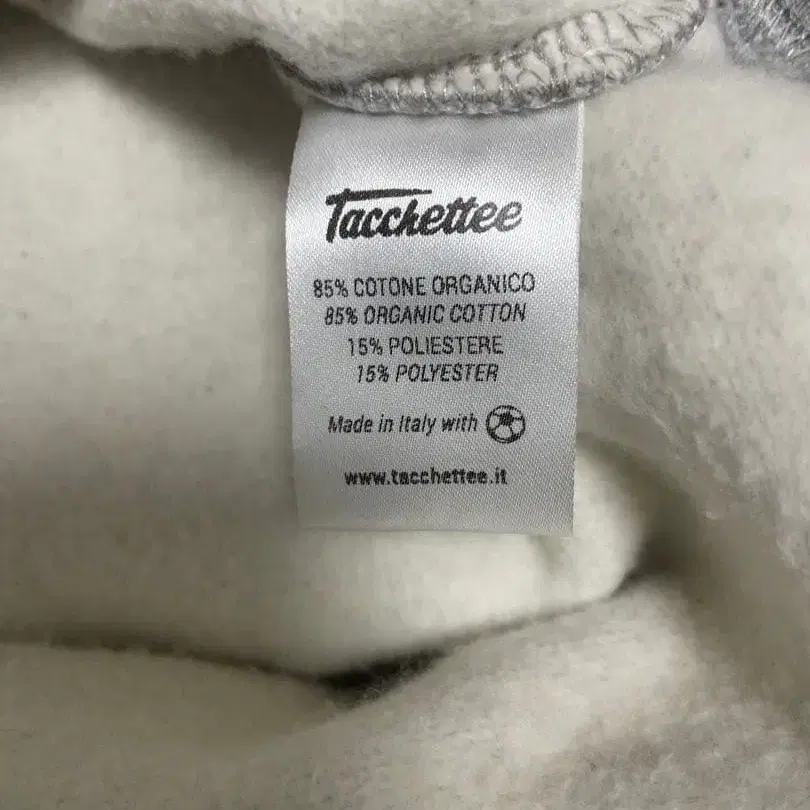 Tacchettee
85% COTONE ORGANICO
85% ORGANIC COTTON
15% POLIESTERE
15% POLYESTER
Made in Italy with
www.tacchettee.it